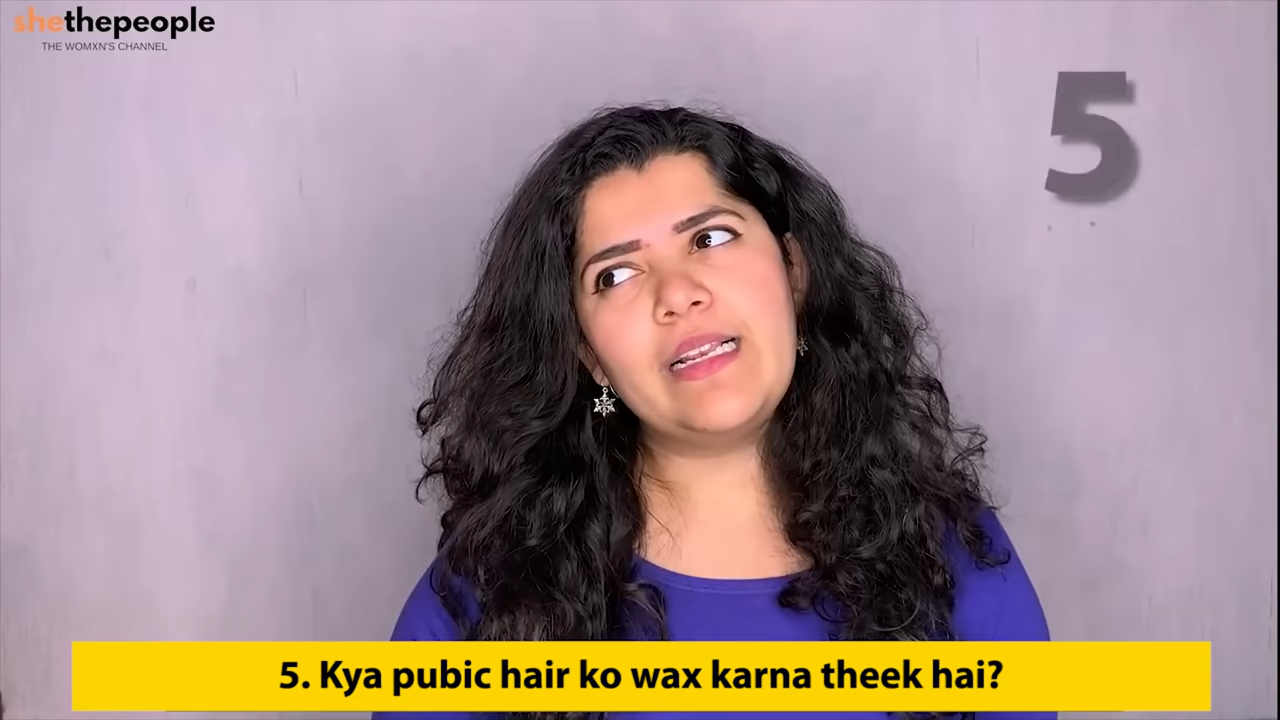 shethepeople
THE WOMXN'S CHANNEL
5
5. Kya pubic hair ko wax karna theek hai?